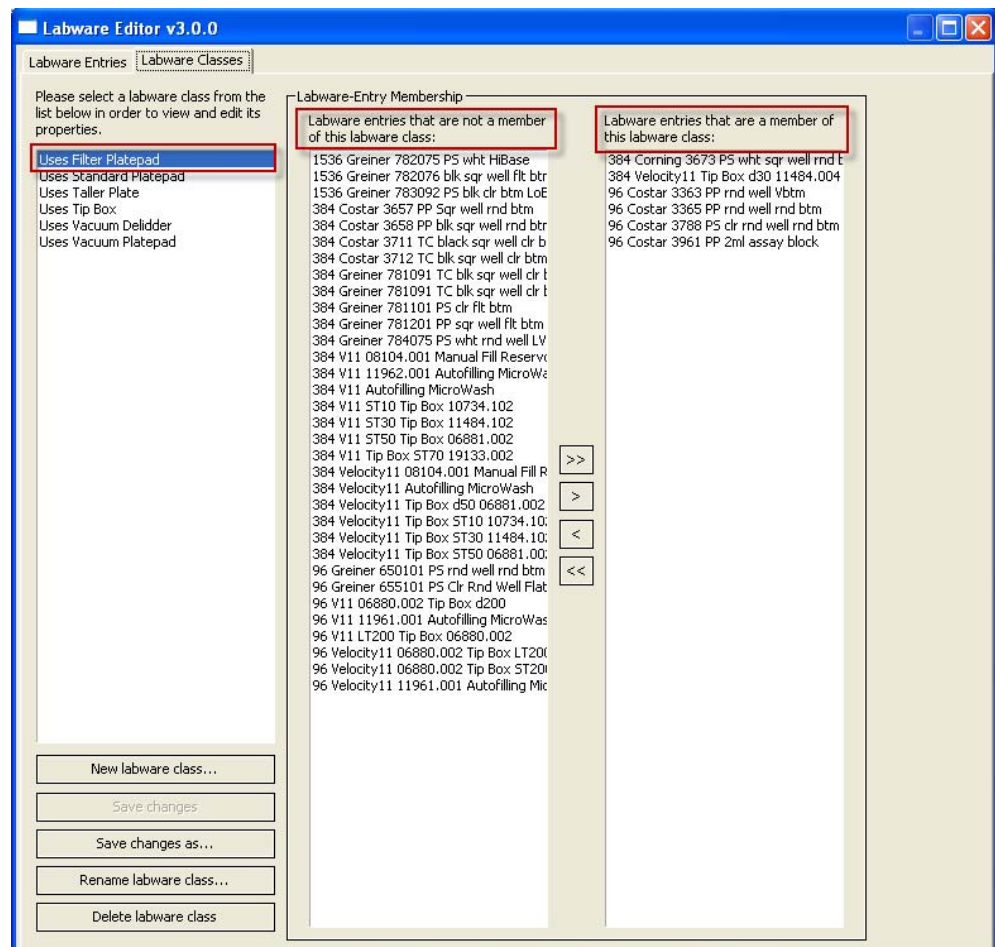 Labware Editor v3.0.0
Labware Entries
Labware Classes
Please select a labware class from the
list below in order to view and edit its
properties.
Uses Filter Platepad
Uses Standard Platepad
Uses Taller Plate
Uses Tip Box
Uses Vacuum Delidder
Uses Vacuum Platepad
New labware class...
Save changes
Save changes as...
Rename labware class...
Delete labware class
Labware-Entry Membership
Labware entries that are not a member
of this labware class:
1536 Greiner 782075 PS wht HiBase
1536 Greiner 782076 blk sqr well flt btr
1536 Greiner 783092 PS blk clr btm LoE
384 Costar 3657 PP Sqr well rnd btm
384 Costar 3658 PP blk sqr well rnd btr
384 Costar 3711 TC black sqr well clr b
384 Costar 3712 TC blk sqr well clr btm
384 Greiner 781091 TC blk sqr well clr b
384 Greiner 781091 TC blk sqr well clr b
384 Greiner 781101 PS clr flt btm
384 Greiner 781201 PP sqr well flt btm
384 Greiner 784075 PS wht rnd well LV
384 V11 08104.001 Manual Fill Reservo
384 V11 11962.001 Autofilling MicroWa
384 V11 Autofilling MicroWash
384 V11 ST10 Tip Box 10734.102
384 V11 ST30 Tip Box 11484.102
384 V11 ST50 Tip Box 06881.002
384 V11 Tip Box ST70 19133.002
384 Velocity11 08104.001 Manual Fill R
384 Velocity11 Autofilling MicroWash
384 Velocity11 Tip Box d50 06881.002
384 Velocity11 Tip Box ST10 10734.10
384 Velocity11 Tip Box ST30 11484.10
384 Velocity11 Tip Box ST50 06881.00
96 Greiner 650101 PS rnd well rnd btm
96 Greiner 655101 PS Clr Rnd Well Flat
96 V11 06880.002 Tip Box d200
96 V11 11961.001 Autofilling MicroWas
96 V11 LT200 Tip Box 06880.002
96 Velocity11 06880.002 Tip Box LT200
96 Velocity11 06880.002 Tip Box ST200
96 Velocity11 11961.001 Autofilling Mic
>>
>
<
<<
Labware entries that are a member of
this labware class:
384 Corning 3673 PS wht sqr well rnd b
384 Velocity11 Tip Box d30 11484.004
96 Costar 3363 PP rnd well Vbtm
96 Costar 3365 PP rnd well rnd btm
96 Costar 3788 PS clr rnd well rnd btm
96 Costar 3961 PP 2ml assay block